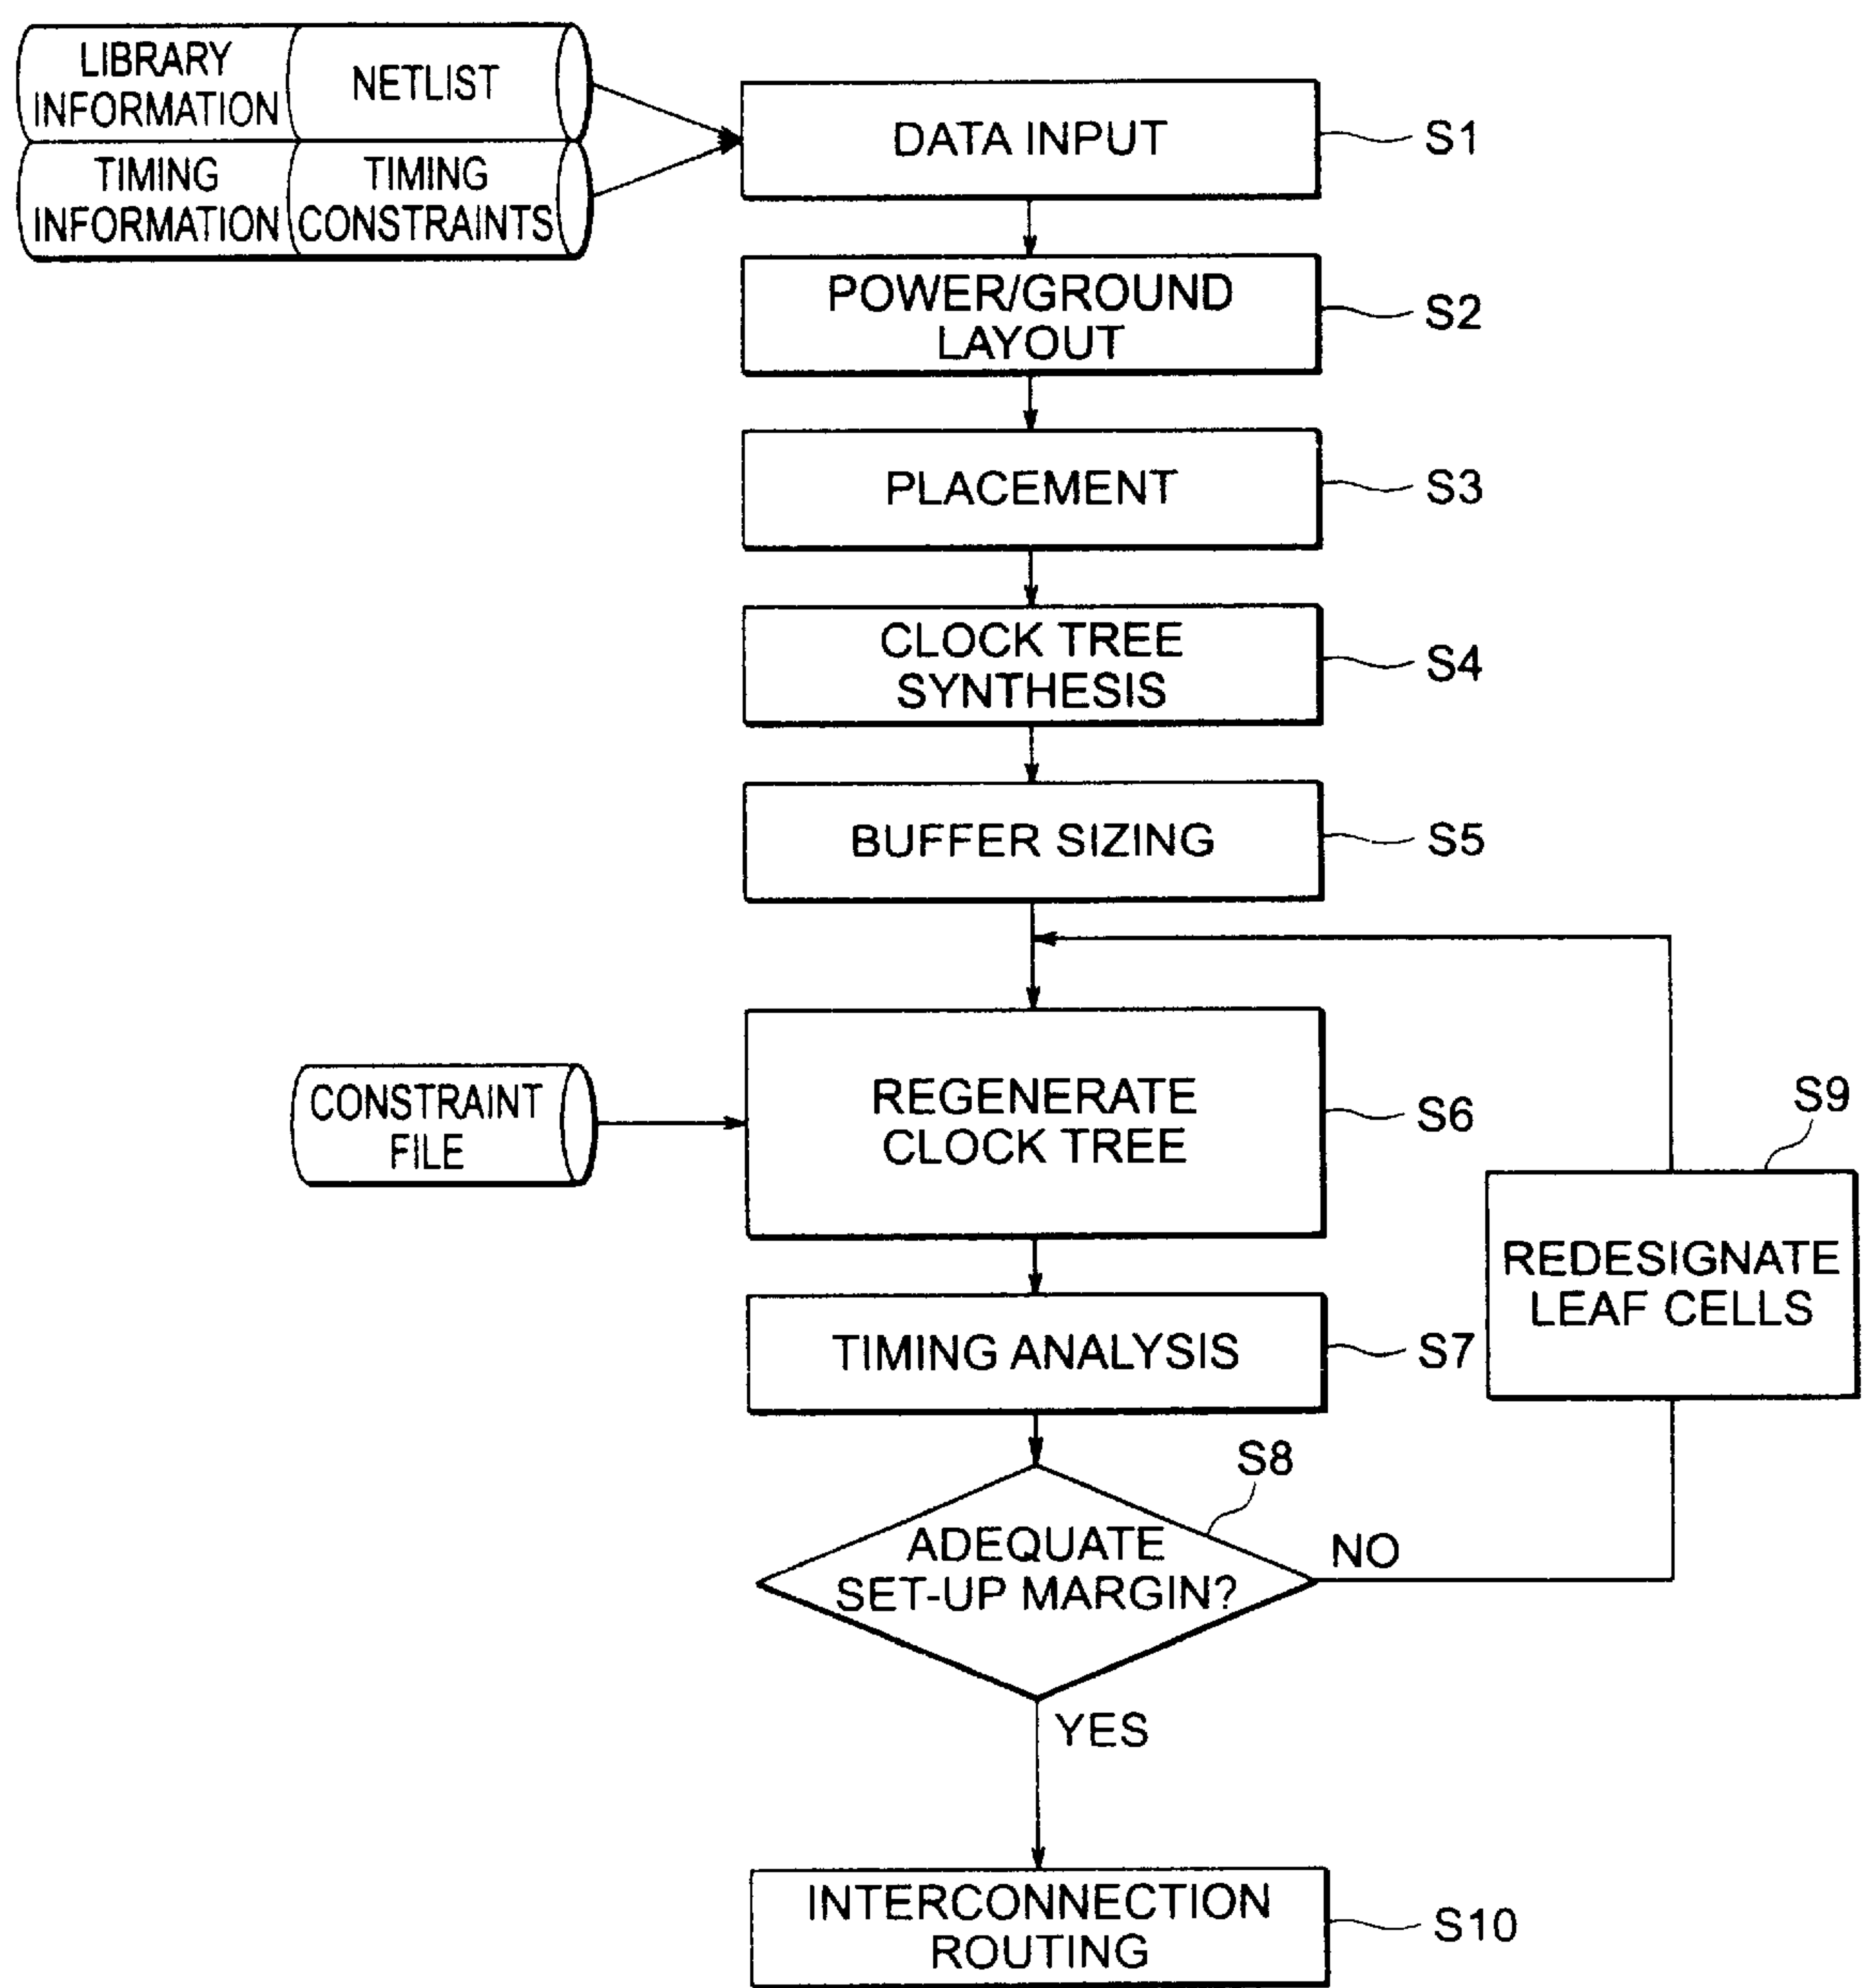 LIBRARY
INFORMATION
NETLIST
TIMING
INFORMATION
TIMING
CONSTRAINTS
DATA INPUT
S1
POWER/GROUND
LAYOUT
S2
PLACEMENT
S3
CLOCK TREE
SYNTHESIS
S4
BUFFER SIZING
S5
CONSTRAINT
FILE
REGENERATE
CLOCK TREE
S6
S9
REDESIGNATE
LEAF CELLS
TIMING ANALYSIS
S7
S8
ADEQUATE
SET-UP MARGIN?
NO
YES
INTERCONNECTION
ROUTING
S10